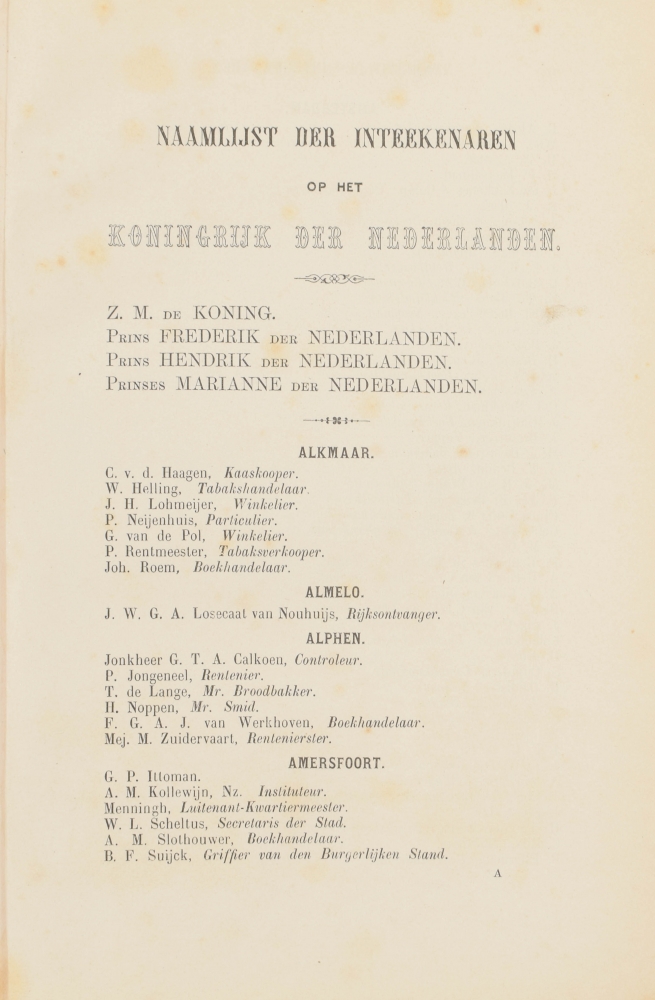 NAAMLIJST DER INTEEKENAREN
OP HET
KONINGRIJK DER NEDERLANDEN.
Z. M. DE KONING.
PRINS FREDERIK DER NEDERLANDEN.
PRINS HENDRIK DER NEDERLANDEN.
PRINSES MARIANNE DER NEDERLANDEN.
ALKMAAR.
C. v. d. Haagen, Kaaskooper.
W. Helling, Tabakshandelaar.
J. H. Lohmeijer, Winkelier.
P. Neijenhuis, Particulier.
G. van de Pol, Winkelier.
P. Rentmeester, Tabaksverkooper.
Joh. Roem, Boekhandelaar.
ALMELO.
J. W. G. A. Losecaat van Nouhuijs, Rijksontvanger.
ALPHEN.
Jonkheer G. T. A. Calkoen, Controleur.
P. Jongeneel, Rentenier.
T. de Lange, Mr. Broodbakker.
H. Noppen, Mr. Smid.
F. G. A. J. van Werkhoven, Boekhandelaar.
Mej. M. Zuidervaart, Rentenierster.
AMERSFOORT.
G. P. Ittoman.
A. M. Kollewijn, Nz. Instituteur.
Menningh, Luitenant-Kwartiermeester.
W. L. Scheltus, Secretaris der Stad.
A. M. Slothouwer, Boekhandelaar.
B. F. Suijck, Griffier van den Burgerlijken Stand.
A